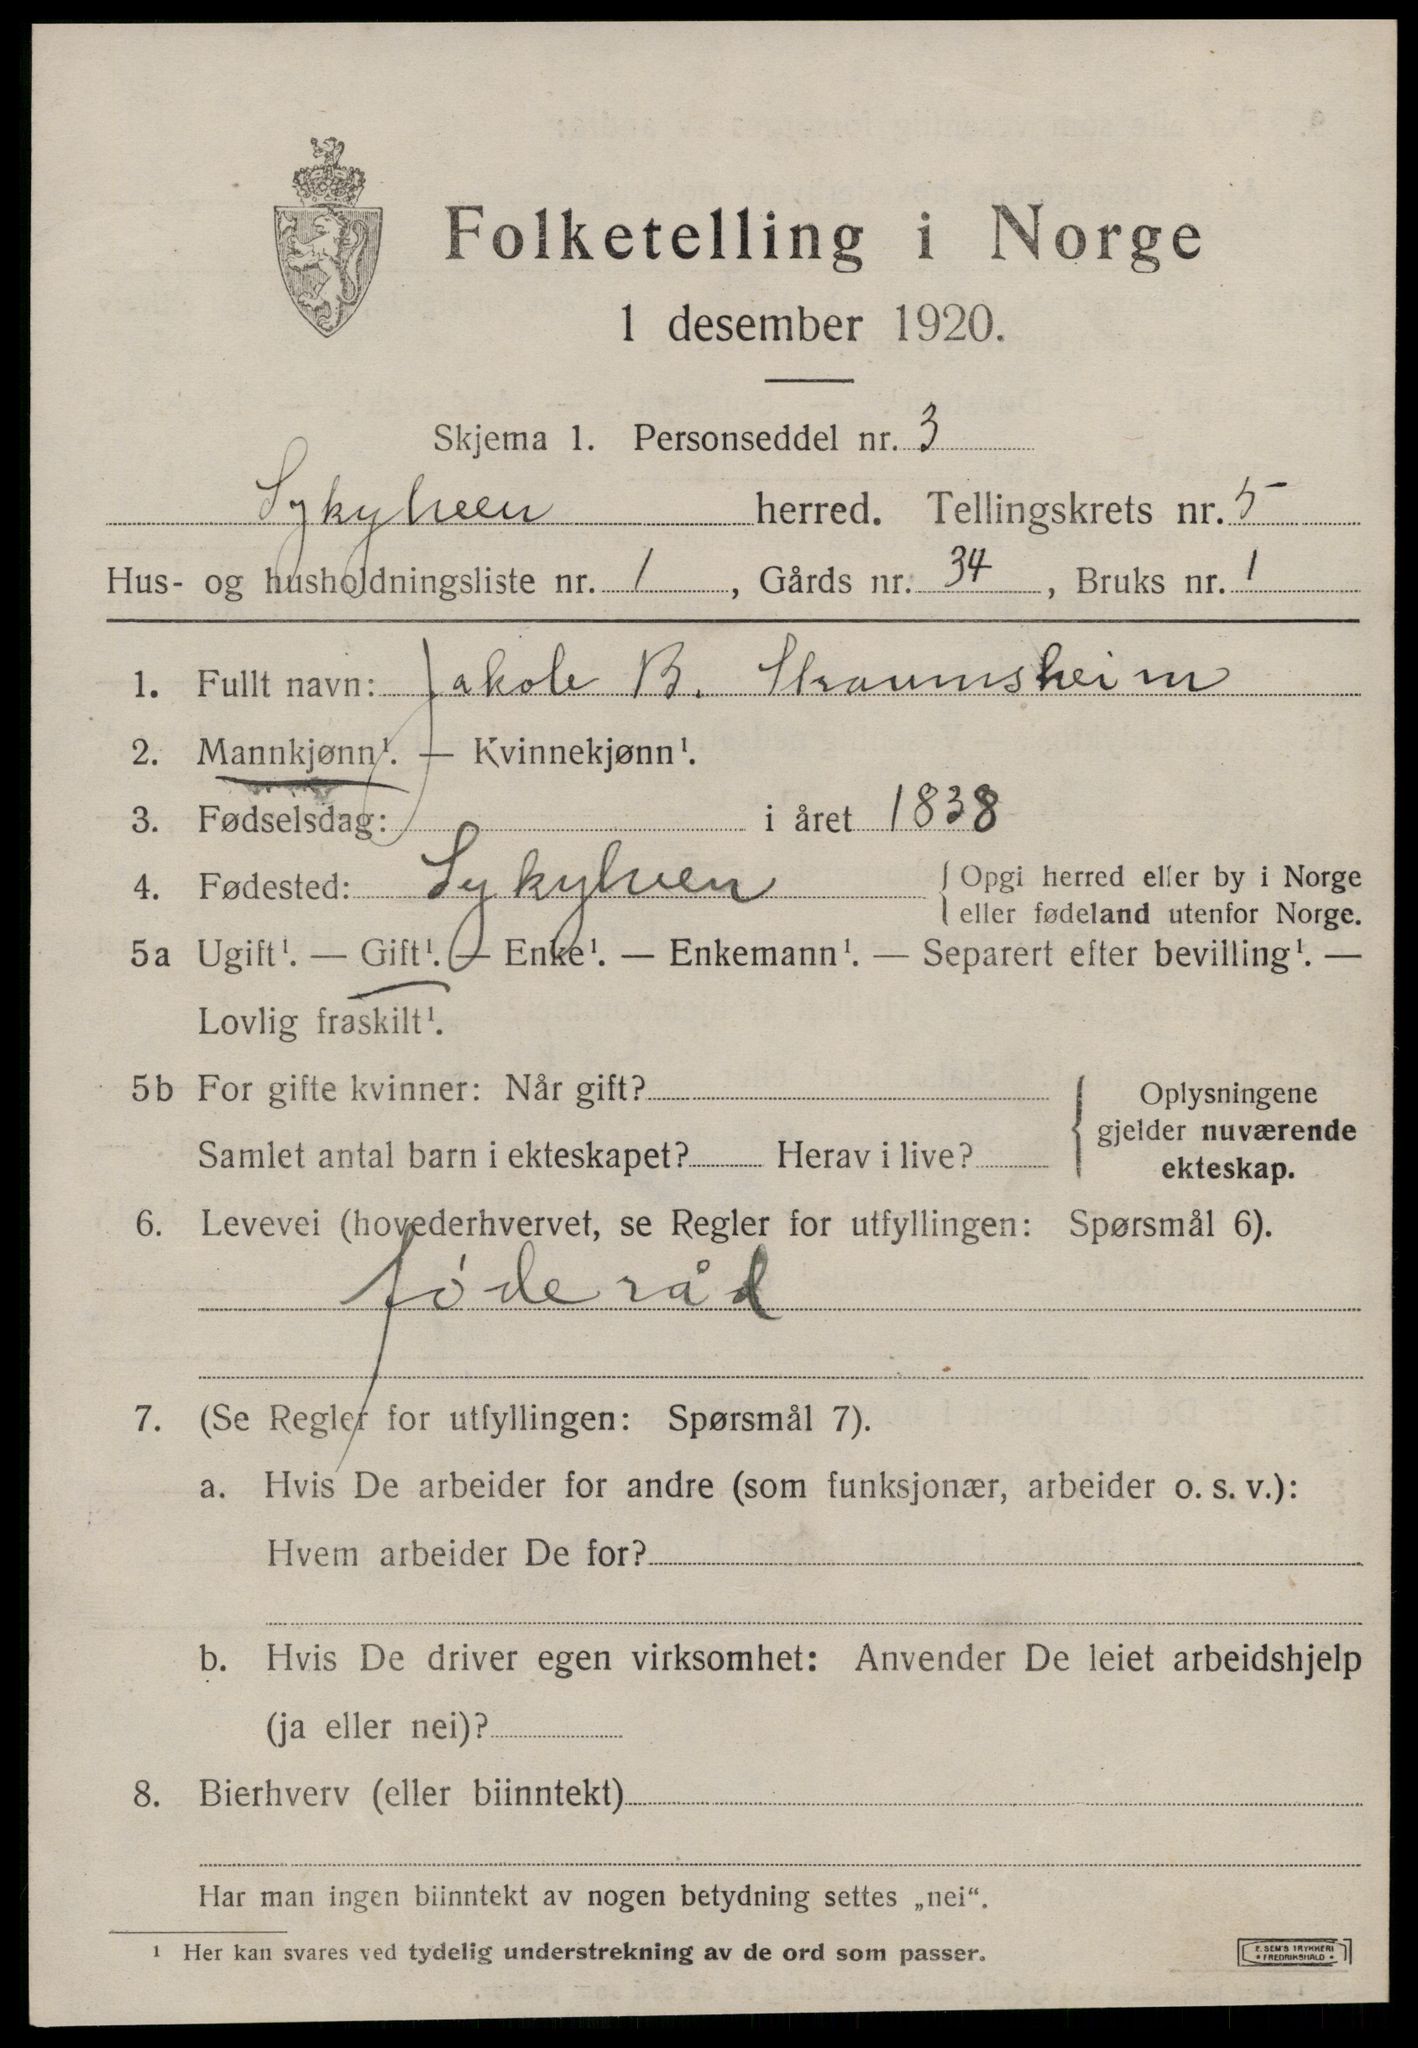 Folketelling i Norge
1 desember 1920.
Skjema 1. Personseddel nr. 3
Sykylven herred. Tellingskrets nr. 5
Hus- og husholdningsliste nr. 1, Gårds nr. 34, Bruks nr. 1
1. Fullt navn: Jakob B. Straumsheim
2. Mannkjønn¹. — Kvinnekjønn¹.
3. Fødselsdag: i året 1838
4. Fødested: Sykylven { Opgi herred eller by i Norge
eller fødeland utenfor Norge.
5a Ugift¹. — Gift¹. — Enke¹. — Enkemann¹. — Separert efter bevilling¹. —
Lovlig fraskilt¹.
5b For gifte kvinner: Når gift? { Oplysningene
gjelder nuværende
Samlet antal barn i ekteskapet? Herav i live? ekteskap.
6. Levevei (hovederhvervet, se Regler for utfyllingen: Spørsmål 6).
føderåd
7. (Se Regler for utfyllingen: Spørsmål 7).
a. Hvis De arbeider for andre (som funksjonær, arbeider o. s. v.):
Hvem arbeider De for?
b. Hvis De driver egen virksomhet: Anvender De leiet arbeidshjelp
(ja eller nei)?
8. Bierhverv (eller biinntekt)
Har man ingen biinntekt av nogen betydning settes „nei“.
¹ Her kan svares ved tydelig understrekning av de ord som passer.
E. SEM'S TRYKKERI
* FREDRIKSHALD *